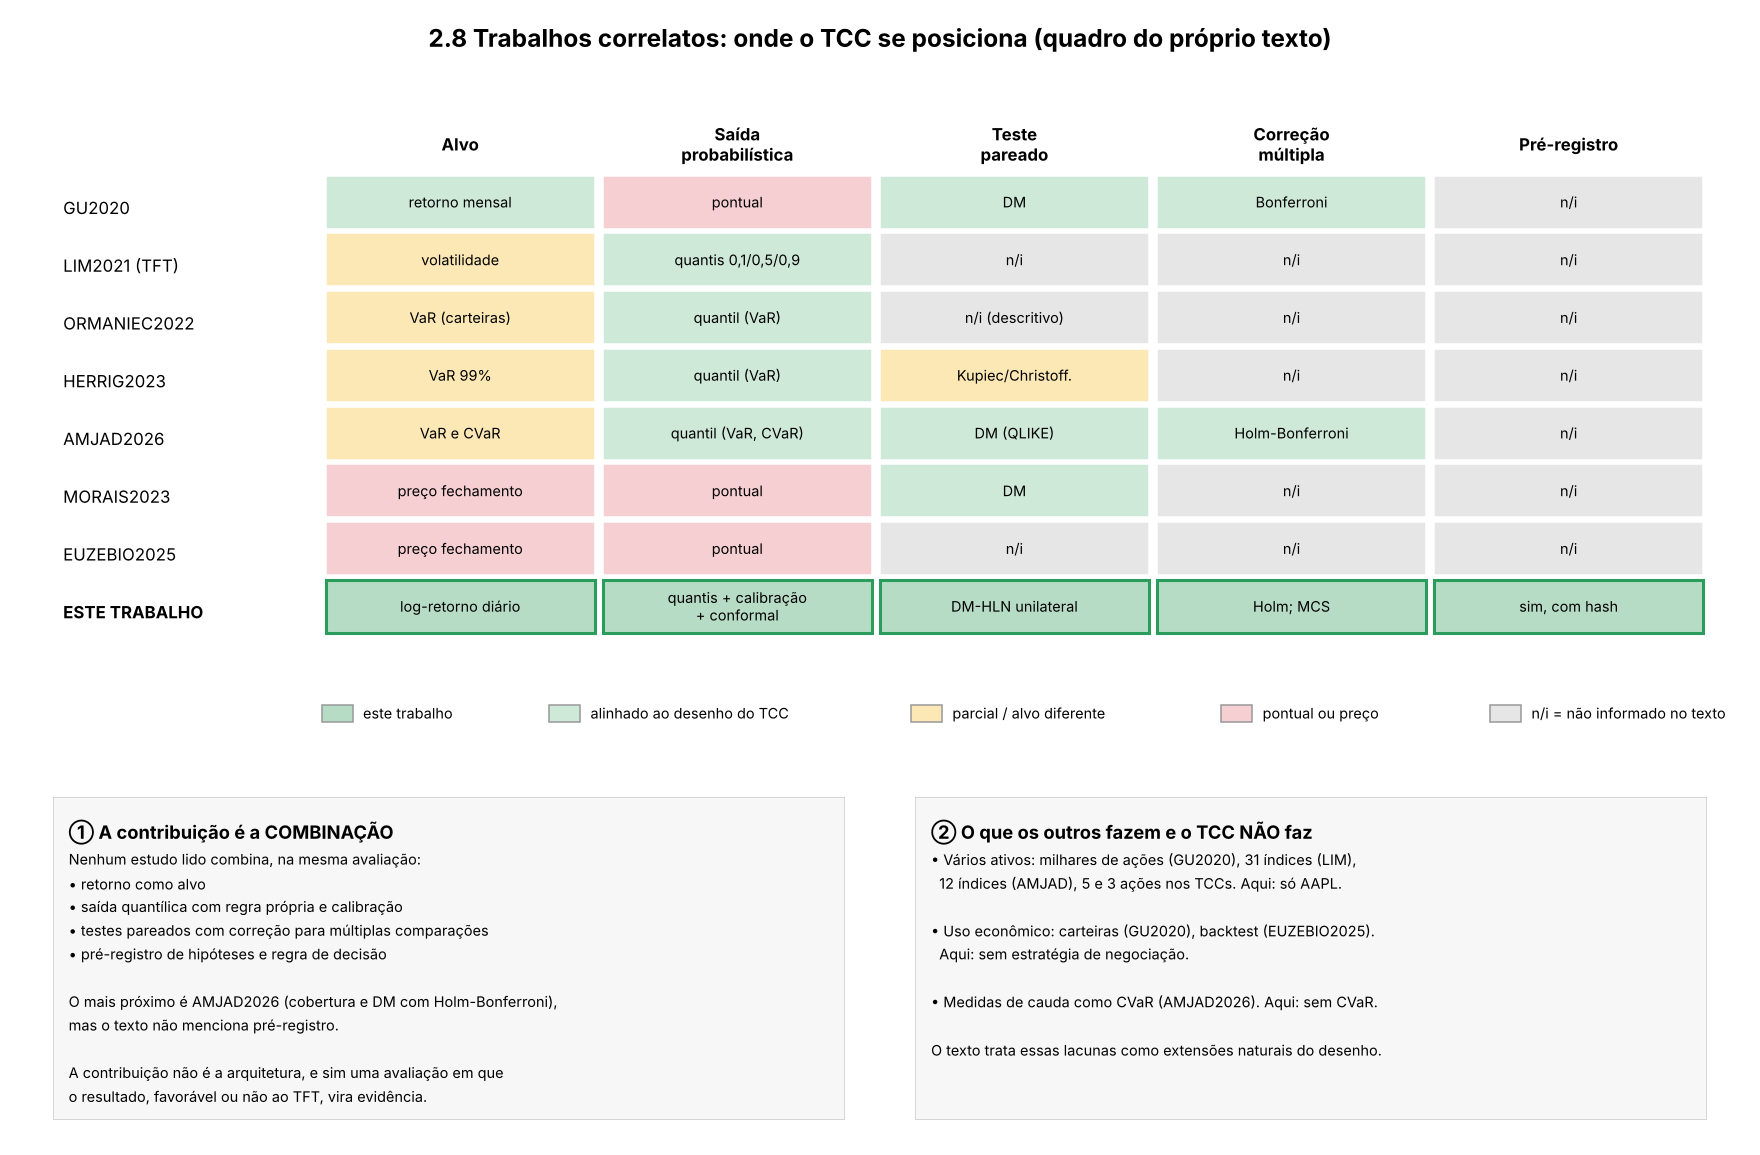 2.8 Trabalhos correlatos: onde o TCC se posiciona (quadro do próprio texto)
Alvo
Saída
probabilística
Teste
pareado
Correção
múltipla
Pré-registro
GU2020
retorno mensal
pontual
DM
Bonferroni
n/i
LIM2021 (TFT)
volatilidade
quantis 0,1/0,5/0,9
n/i
n/i
n/i
ORMANIEC2022
VaR (carteiras)
quantil (VaR)
n/i (descritivo)
n/i
n/i
HERRIG2023
VaR 99%
quantil (VaR)
Kupiec/Christoff.
n/i
n/i
AMJAD2026
VaR e CVaR
quantil (VaR, CVaR)
DM (QLIKE)
Holm-Bonferroni
n/i
MORAIS2023
preço fechamento
pontual
DM
n/i
n/i
EUZEBIO2025
preço fechamento
pontual
n/i
n/i
n/i
ESTE TRABALHO
log-retorno diário
quantis + calibração
+ conformal
DM-HLN unilateral
Holm; MCS
sim, com hash
este trabalho
alinhado ao desenho do TCC
parcial / alvo diferente
pontual ou preço
n/i = não informado no texto
① A contribuição é a COMBINAÇÃO
Nenhum estudo lido combina, na mesma avaliação:
• retorno como alvo
• saída quantílica com regra própria e calibração
• testes pareados com correção para múltiplas comparações
• pré-registro de hipóteses e regra de decisão
O mais próximo é AMJAD2026 (cobertura e DM com Holm-Bonferroni),
mas o texto não menciona pré-registro.
A contribuição não é a arquitetura, e sim uma avaliação em que
o resultado, favorável ou não ao TFT, vira evidência.
② O que os outros fazem e o TCC NÃO faz
• Vários ativos: milhares de ações (GU2020), 31 índices (LIM),
12 índices (AMJAD), 5 e 3 ações nos TCCs. Aqui: só AAPL.
• Uso econômico: carteiras (GU2020), backtest (EUZEBIO2025).
Aqui: sem estratégia de negociação.
• Medidas de cauda como CVaR (AMJAD2026). Aqui: sem CVaR.
O texto trata essas lacunas como extensões naturais do desenho.